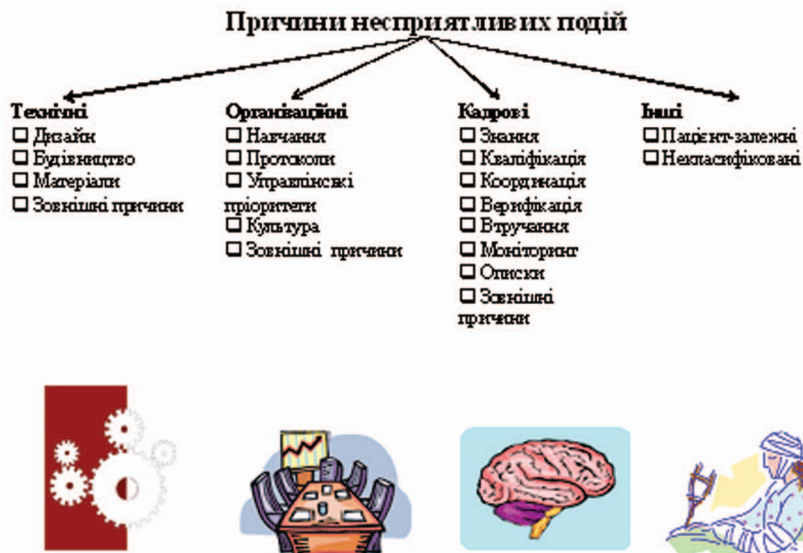 Причини несприятливих подій
Технічні
Дизайн
Будівництво
Матеріали
Зовнішні причини
Організаційні
Навчання
Протоколи
Управлінські
пріоритети
Культура
Зовнішні причини
Кадрові
Знання
Кваліфікація
Координація
Верифікація
Втручання
Моніторинг
Описки
Зовнішні
причини
Інші
Пацієнт-залежні
Некласифіковані